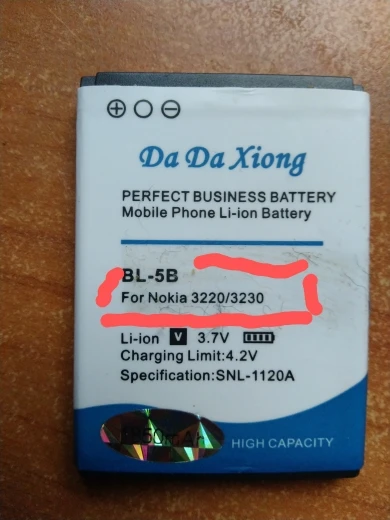 Da Da Xiong
PERFECT BUSINESS BATTERY
Mobile Phone Li-ion Battery
BL-5B
For Nokia 3220/3230
Li-ion V 3.7V
Charging Limit:4.2V
Specification:SNL-1120A
HIGH CAPACITY